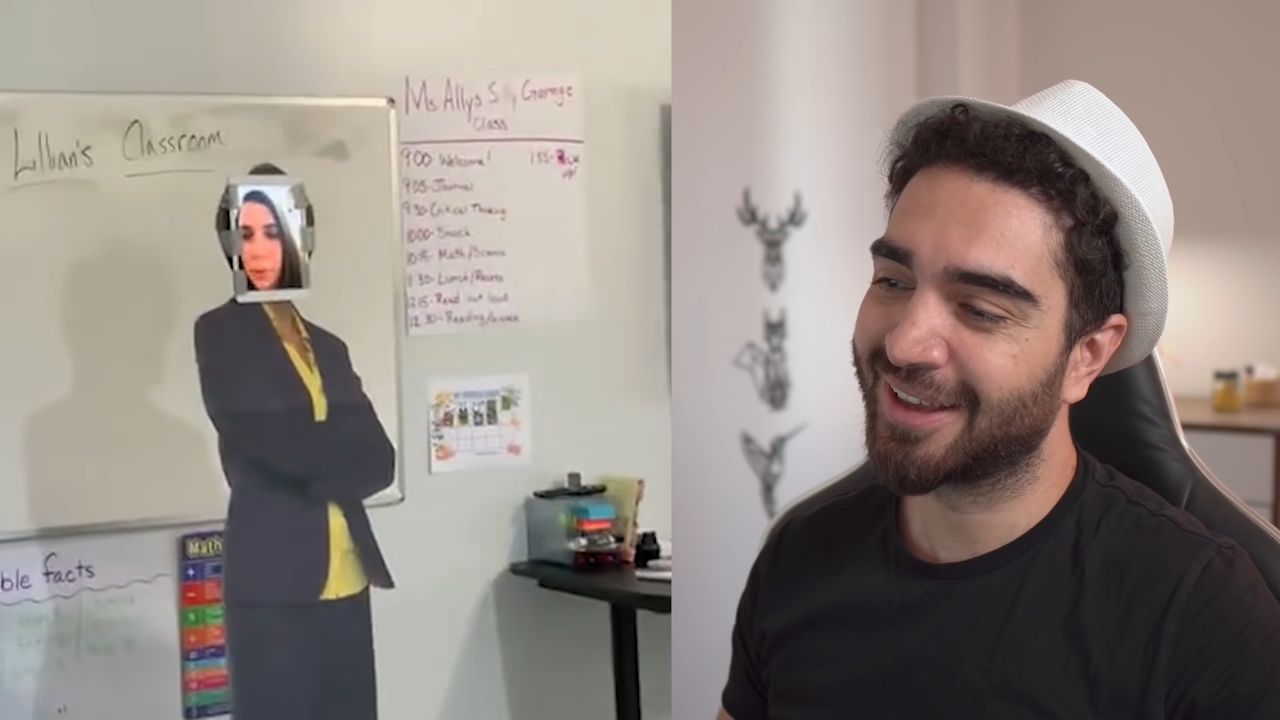 Lillian's Classroom
Ms. Allys Silly Garage
Class
9:00- Welcome!
9:05- Journal
9:30- Critical Thinking
10:00- Snack
10:15- Math/Science
11:30- Lunch/Recess
12:15- Read out loud
12:30- Reading/Science
ble facts
Math